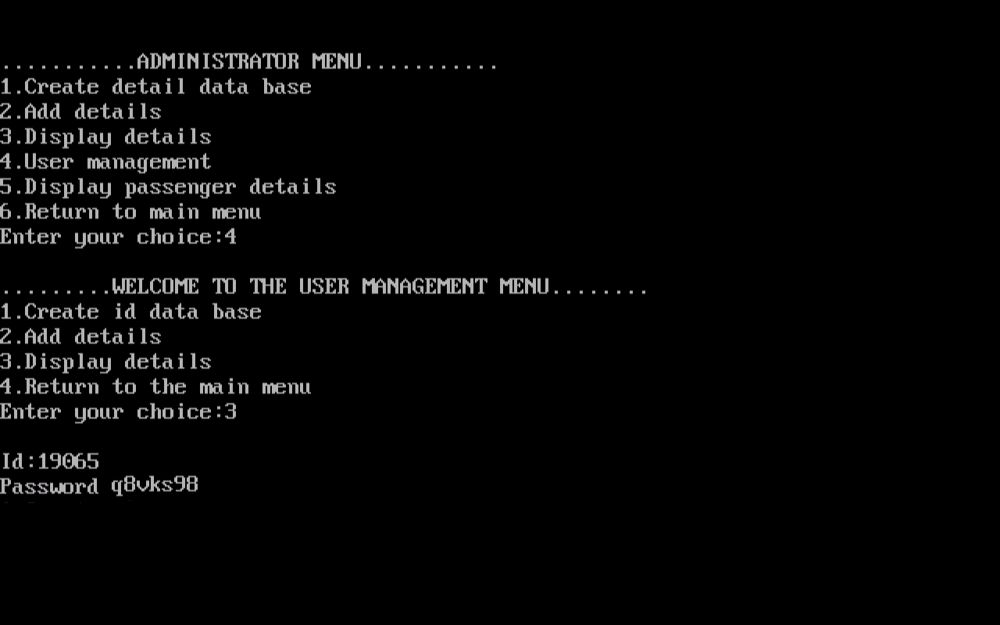 ...........ADMINISTRATOR MENU...........
1.Create detail data base
2.Add details
3.Display details
4.User management
5.Display passenger details
6.Return to main menu
Enter your choice:4
.........WELCOME TO THE USER MANAGEMENT MENU........
1.Create id data base
2.Add details
3.Display details
4.Return to the main menu
Enter your choice:3
Id:19065
Password q8vks98